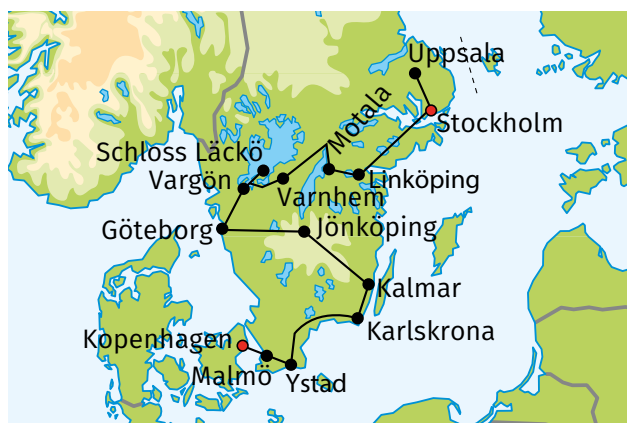 Uppsala
Motala
Stockholm
Schloss Läckö
Vargön
Varnhem
Linköping
Göteborg
Jönköping
Kalmar
Karlskrona
Kopenhagen
Malmö
Ystad